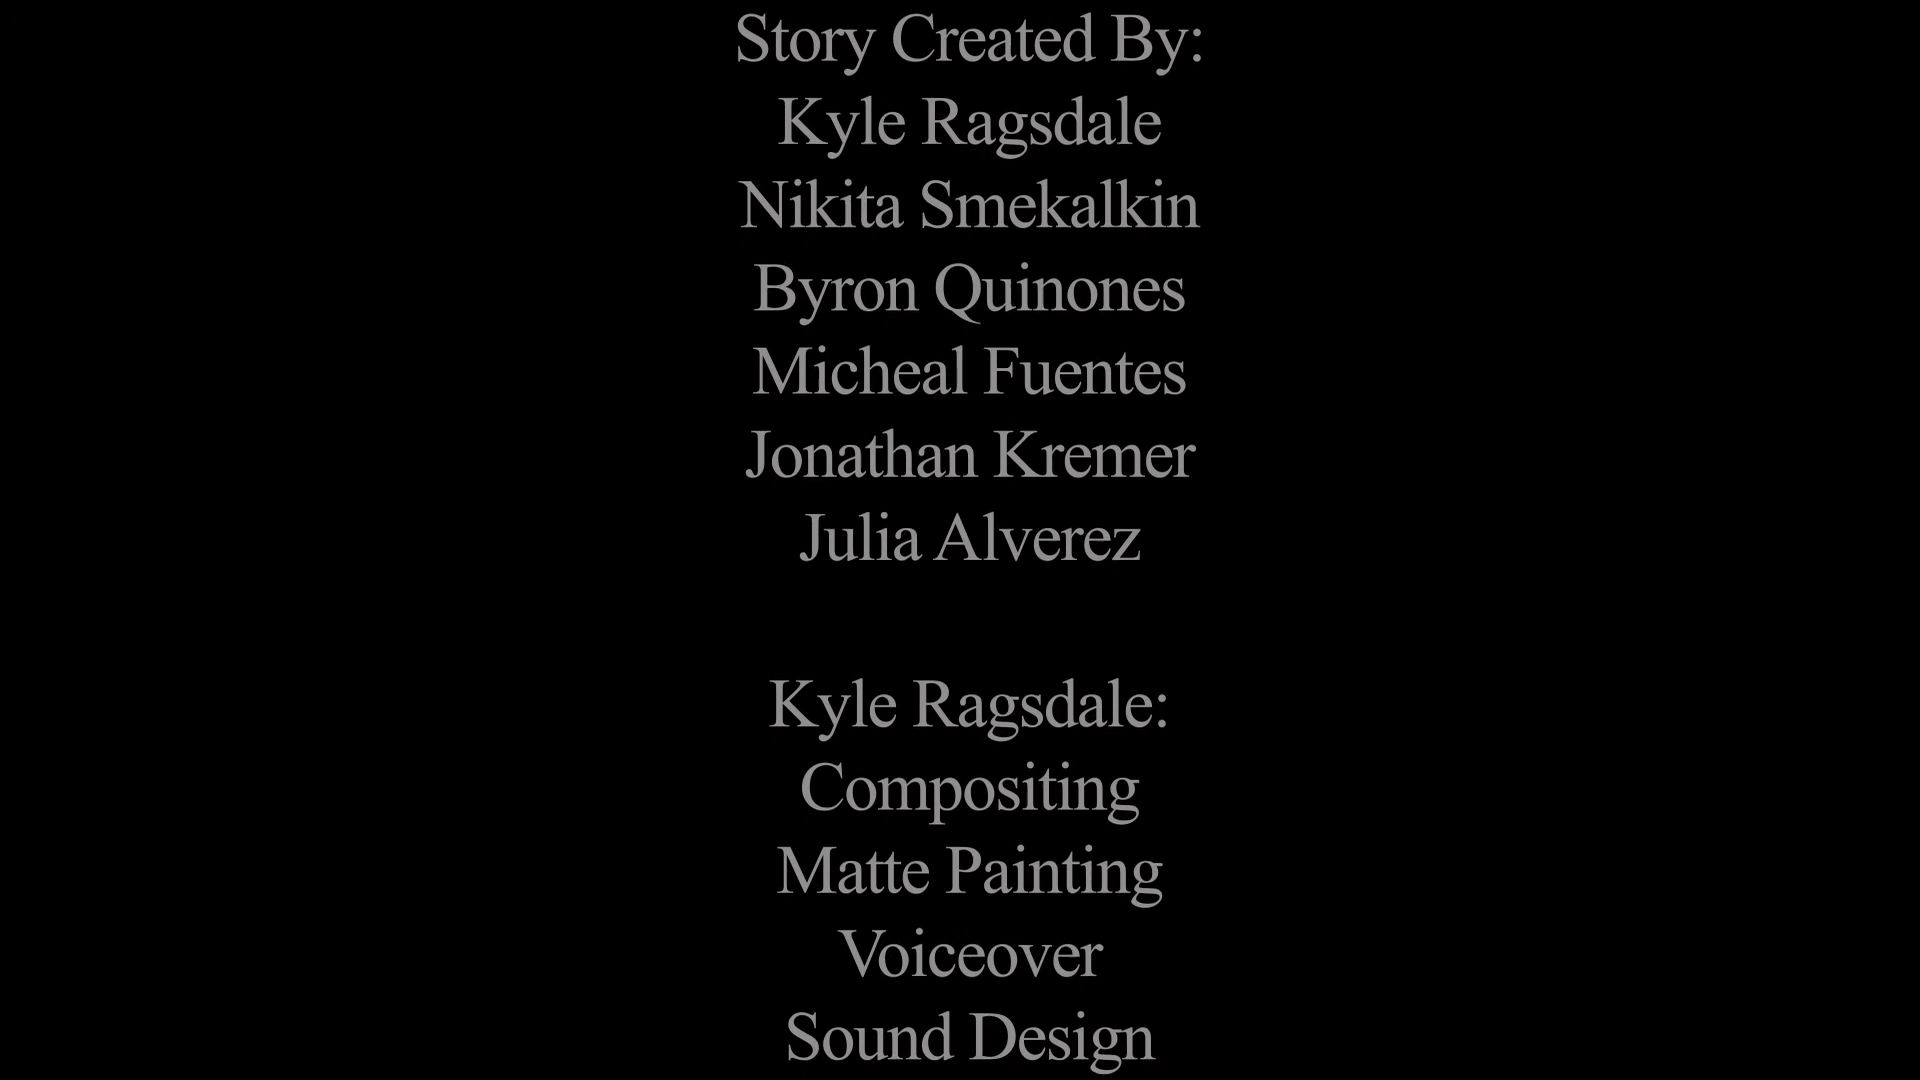 Story Created By:
Kyle Ragsdale
Nikita Smekalkin
Byron Quinones
Micheal Fuentes
Jonathan Kremer
Julia Alverez
Kyle Ragsdale:
Compositing
Matte Painting
Voiceover
Sound Design